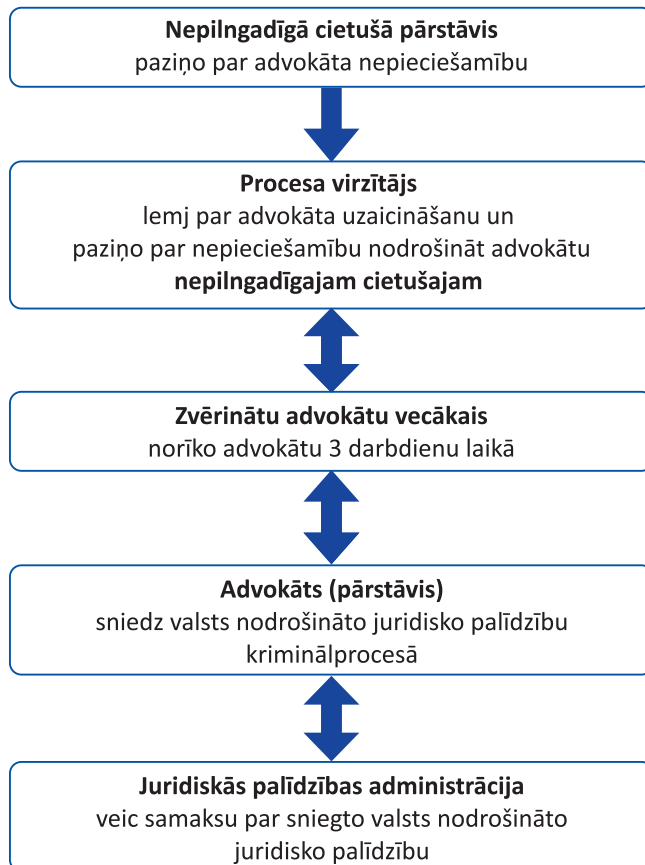 Nepilngadīgā cietušā pārstāvis
paziņo par advokāta nepieciešamību
Procesa virzītājs
lemj par advokāta uzaicināšanu un
paziņo par nepieciešamību nodrošināt advokātu
nepilngadīgajam cietušajam
Zvērinātu advokātu vecākais
norīko advokātu 3 darbdienu laikā
Advokāts (pārstāvis)
sniedz valsts nodrošināto juridisko palīdzību
kriminālprocesā
Juridiskās palīdzības administrācija
veic samaksu par sniegto valsts nodrošināto
juridisko palīdzību